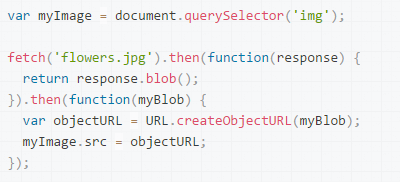 var myImage = document.querySelector('img');
fetch('flowers.jpg').then(function(response) {
  return response.blob();
}).then(function(myBlob) {
  var objectURL = URL.createObjectURL(myBlob);
  myImage.src = objectURL;
});